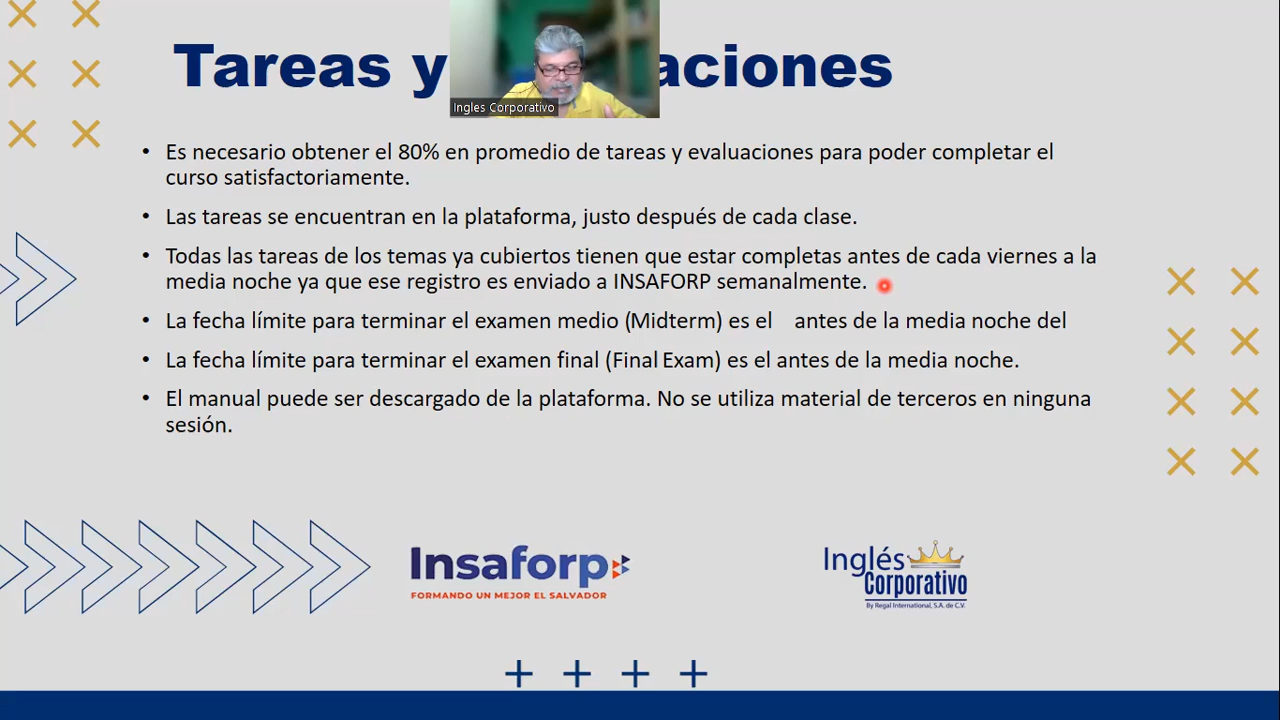 Tareas y aciones
Ingles Corporativo
• Es necesario obtener el 80% en promedio de tareas y evaluaciones para poder completar el
curso satisfactoriamente.
• Las tareas se encuentran en la plataforma, justo después de cada clase.
• Todas las tareas de los temas ya cubiertos tienen que estar completas antes de cada viernes a la
media noche ya que ese registro es enviado a INSAFORP semanalmente.
• La fecha límite para terminar el examen medio (Midterm) es el antes de la media noche del
• La fecha límite para terminar el examen final (Final Exam) es el antes de la media noche.
• El manual puede ser descargado de la plataforma. No se utiliza material de terceros en ninguna
sesión.
Insaforp
FORMANDO UN MEJOR EL SALVADOR
Inglés
Corporativo
By Regal International, S.A. de C.V.